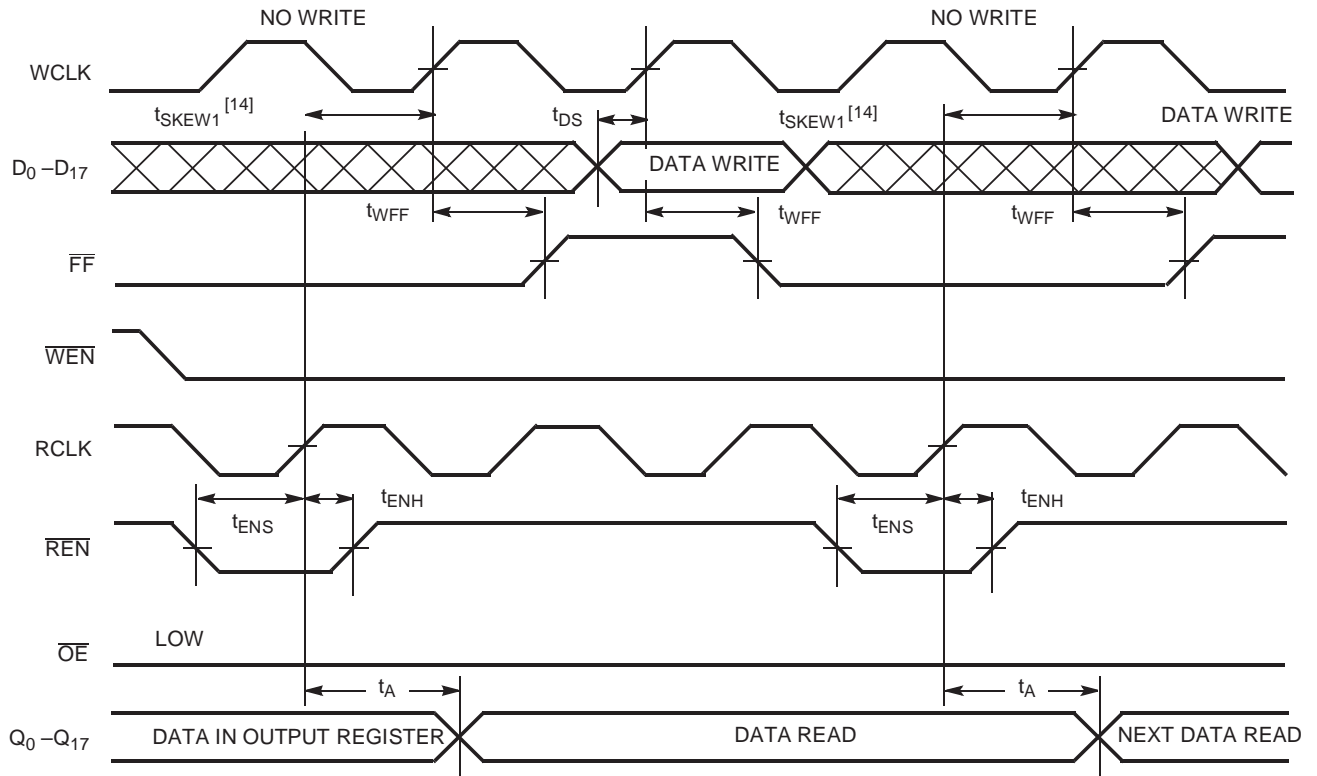 NO WRITE NO WRITE
WCLK
tSKEW1 [14] tDS tSKEW1 [14] DATA WRITE
D0 –D17 DATA WRITE
tWFF tWFF tWFF
FF
WEN
RCLK
tENH tENH
tENS tENS
REN
LOW
OE
tA tA
Q0 –Q17 DATA IN OUTPUT REGISTER DATA READ NEXT DATA READ